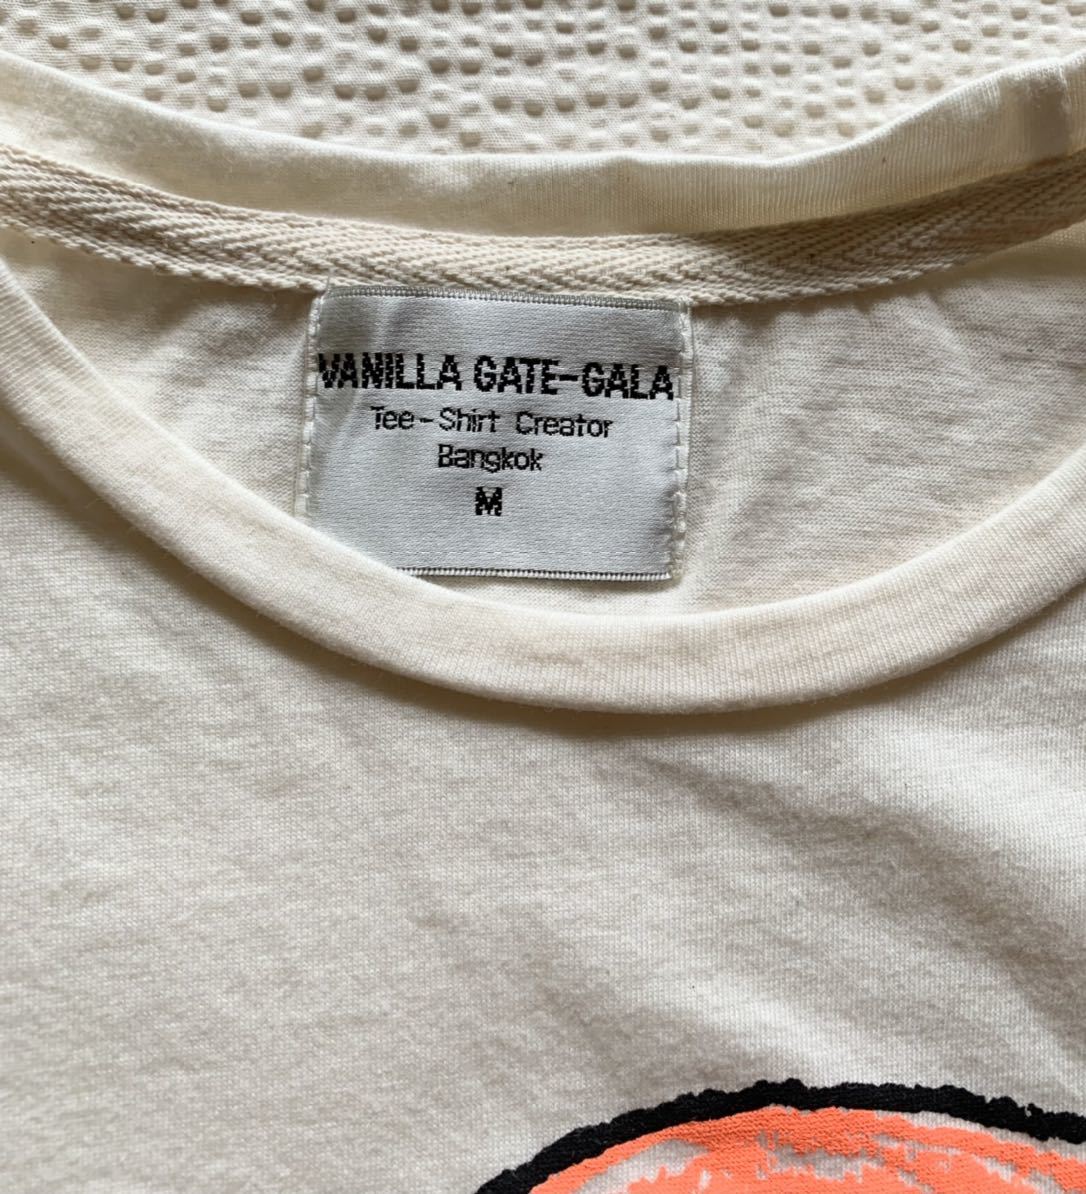 VANILLA GATE-GALA
Tee-Shirt Creator
Bangkok
M